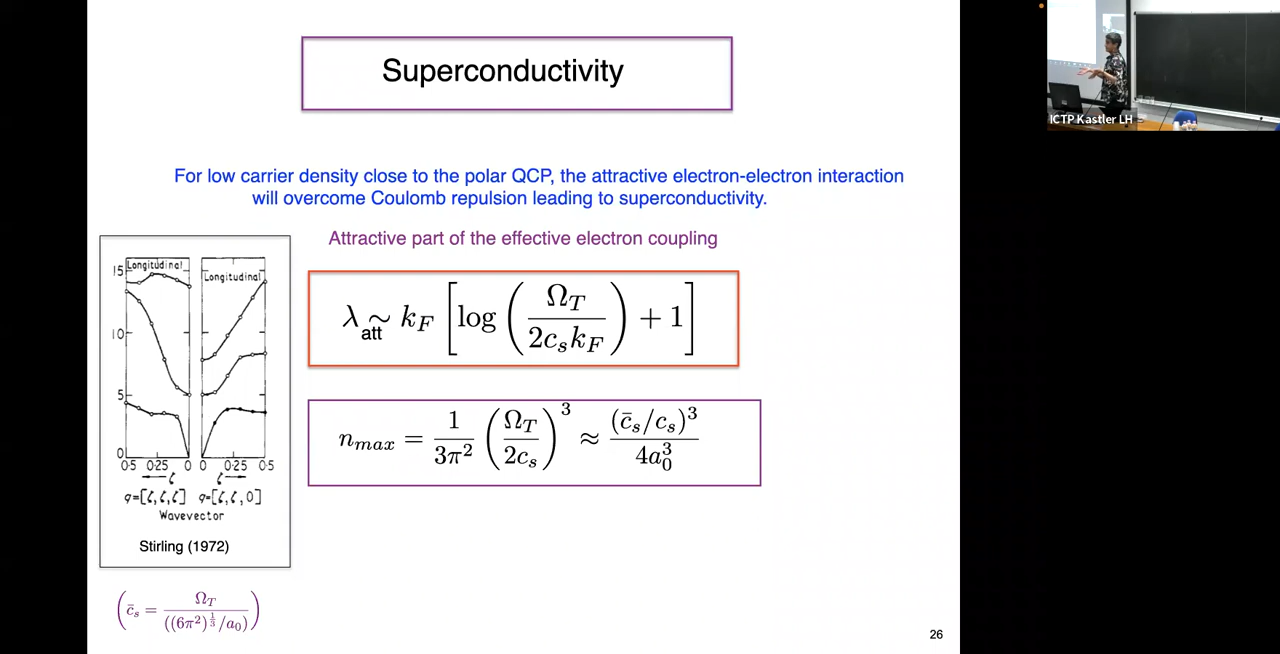 Superconductivity
For low carrier density close to the polar QCP, the attractive electron-electron interaction
will overcome Coulomb repulsion leading to superconductivity.
Attractive part of the effective electron coupling
λ ∼ k_F [log (Ω_T / 2c_s k_F) + 1]
att
n_max = 1/3π² (Ω_T / 2c_s)³ ≈ (c̄_s/c_s)³ / 4a_0³
Longitudinal Longitudinal
15
10
5
0
0·5 0·25 0 0 0·25 0·5
← ζ ζ →
q=[ζ,ζ,ζ] q=[ζ,ζ,0]
Wavevector
Stirling (1972)
(c̄_s = Ω_T / ((6π²)^{1/3}/a_0))
26
ICTP Kastler LH